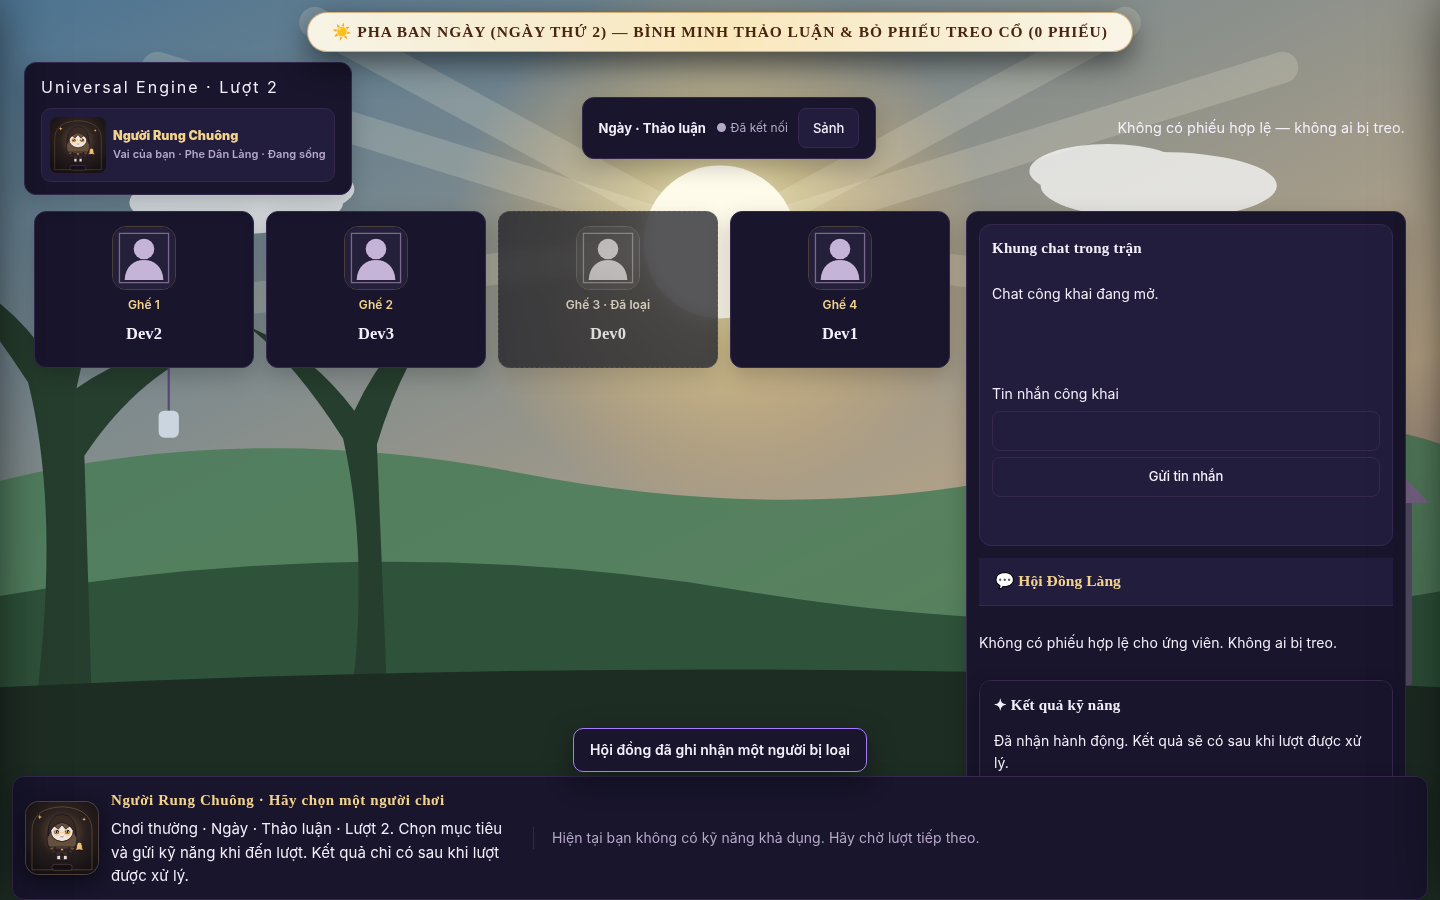 ☀️ PHA BAN NGÀY (NGÀY THỨ 2) — BÌNH MINH THẢO LUẬN & BỎ PHIẾU TREO CỔ (0 PHIẾU)
Universal Engine · Lượt 2
Người Rung Chuông
Vai của bạn · Phe Dân Làng · Đang sống
Ngày · Thảo luận
Đã kết nối
Sảnh
Không có phiếu hợp lệ — không ai bị treo.
Ghế 1
Dev2
Ghế 2
Dev3
Ghế 3 · Đã loại
Dev0
Ghế 4
Dev1
Khung chat trong trận
Chat công khai đang mở.
Tin nhắn công khai
Gửi tin nhắn
💬 Hội Đồng Làng
Không có phiếu hợp lệ cho ứng viên. Không ai bị treo.
✦ Kết quả kỹ năng
Đã nhận hành động. Kết quả sẽ có sau khi lượt được xử
lý.
Hội đồng đã ghi nhận một người bị loại
Người Rung Chuông · Hãy chọn một người chơi
Chơi thường · Ngày · Thảo luận · Lượt 2. Chọn mục tiêu
và gửi kỹ năng khi đến lượt. Kết quả chỉ có sau khi lượt
được xử lý.
Hiện tại bạn không có kỹ năng khả dụng. Hãy chờ lượt tiếp theo.